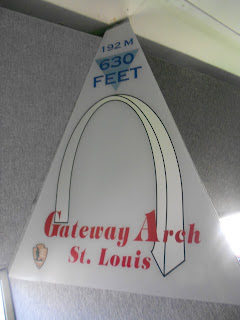 192 M
630
FEET
Gateway Arch
St. Louis